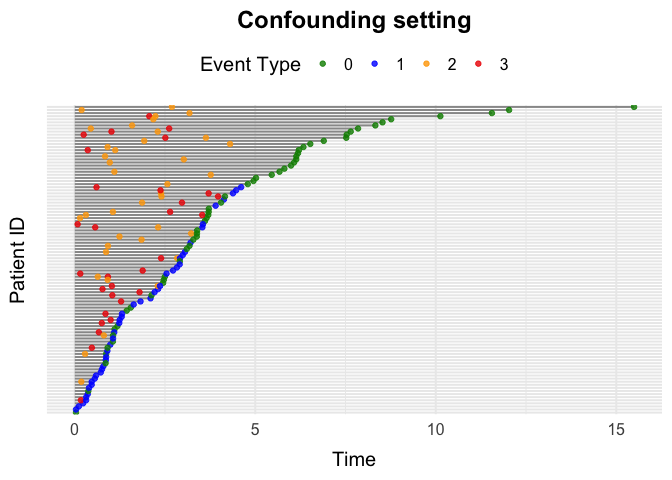 Confounding setting
Event Type 0 1 2 3
Patient ID
0 5 10 15
Time